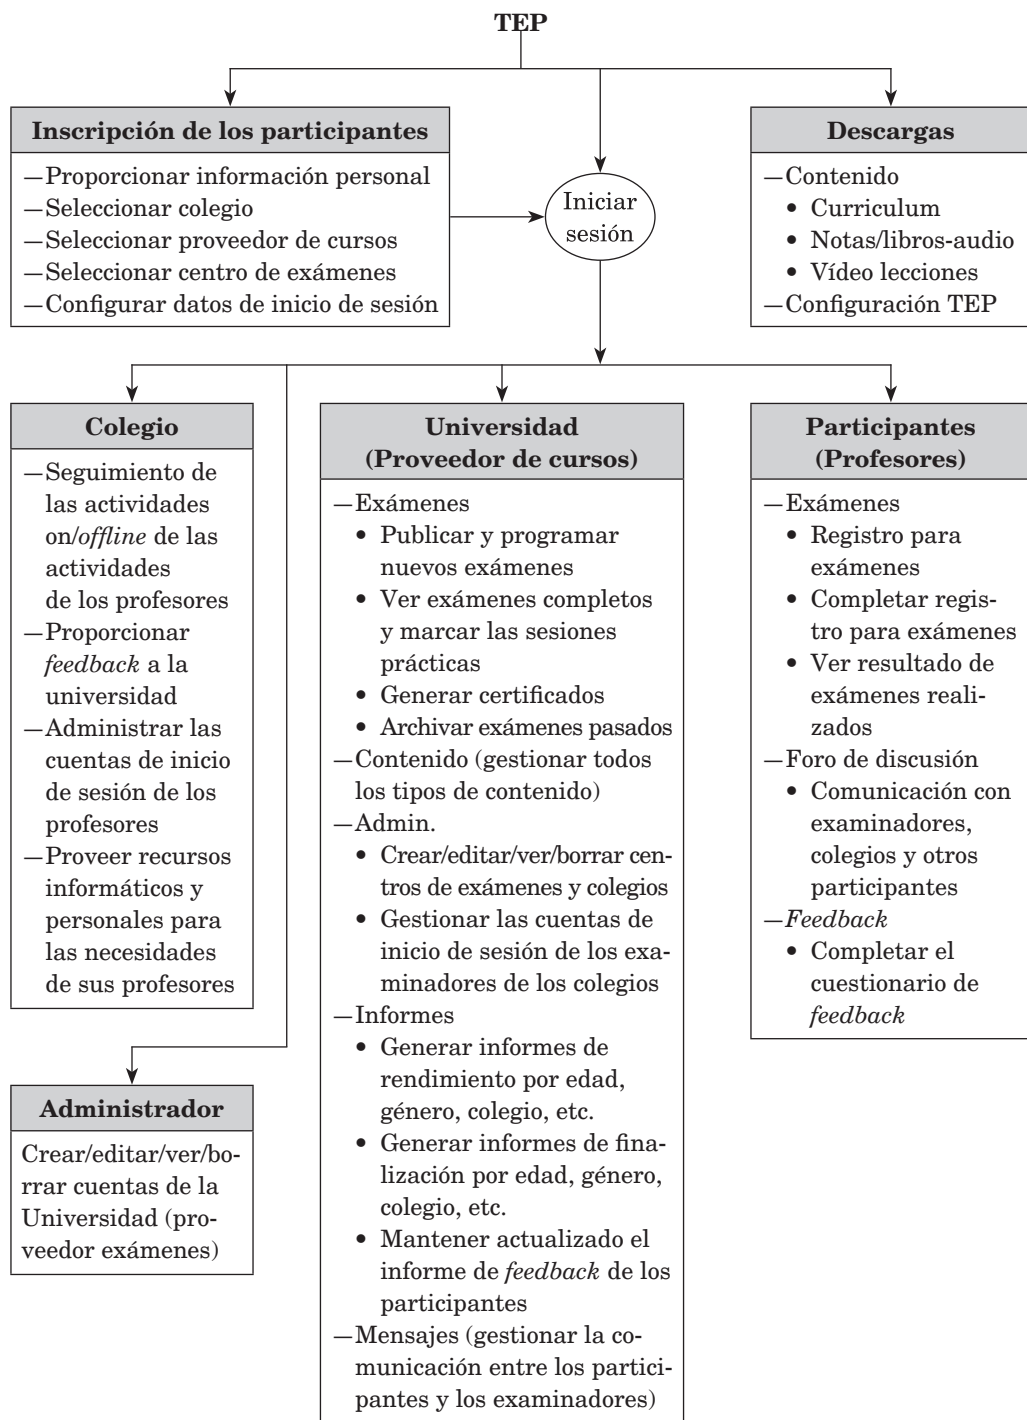 TEP
Inscripción de los participantes
—Proporcionar información personal
—Seleccionar colegio
—Seleccionar proveedor de cursos
—Seleccionar centro de exámenes
—Configurar datos de inicio de sesión
Iniciar
sesión
Descargas
—Contenido
• Curriculum
• Notas/libros-audio
• Vídeo lecciones
—Configuración TEP
Colegio
—Seguimiento de
las actividades
on/offline de las
actividades
de los profesores
—Proporcionar
feedback a la
universidad
—Administrar las
cuentas de inicio
de sesión de los
profesores
—Proveer recursos
informáticos y
personales para
las necesidades
de sus profesores
Administrador
Crear/editar/ver/bo-
rrar cuentas de la
Universidad (pro-
veedor exámenes)
Universidad
(Proveedor de cursos)
—Exámenes
• Publicar y programar
nuevos exámenes
• Ver exámenes completos
y marcar las sesiones
prácticas
• Generar certificados
• Archivar exámenes pasados
—Contenido (gestionar todos
los tipos de contenido)
—Admin.
• Crear/editar/ver/borrar cen-
tros de exámenes y colegios
• Gestionar las cuentas de
inicio de sesión de los exa-
minadores de los colegios
—Informes
• Generar informes de
rendimiento por edad,
género, colegio, etc.
• Generar informes de fina-
lización por edad, género,
colegio, etc.
• Mantener actualizado el
informe de feedback de los
participantes
—Mensajes (gestionar la co-
municación entre los partici-
pantes y los examinadores)
Participantes
(Profesores)
—Exámenes
• Registro para
exámenes
• Completar regis-
tro para exámenes
• Ver resultado de
exámenes reali-
zados
—Foro de discusión
• Comunicación con
examinadores,
colegios y otros
participantes
—Feedback
• Completar el
cuestionario de
feedback